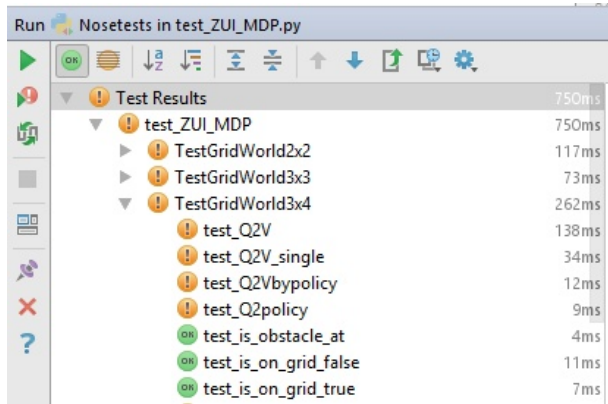 Run Nosetests in test_ZUI_MDP.py
OK
Test Results 750ms
test_ZUI_MDP 750ms
TestGridWorld2x2 117ms
TestGridWorld3x3 73ms
TestGridWorld3x4 262ms
test_Q2V 138ms
test_Q2V_single 34ms
test_Q2Vbypolicy 12ms
test_Q2policy 9ms
OK test_is_obstacle_at 4ms
OK test_is_on_grid_false 11ms
OK test_is_on_grid_true 7ms